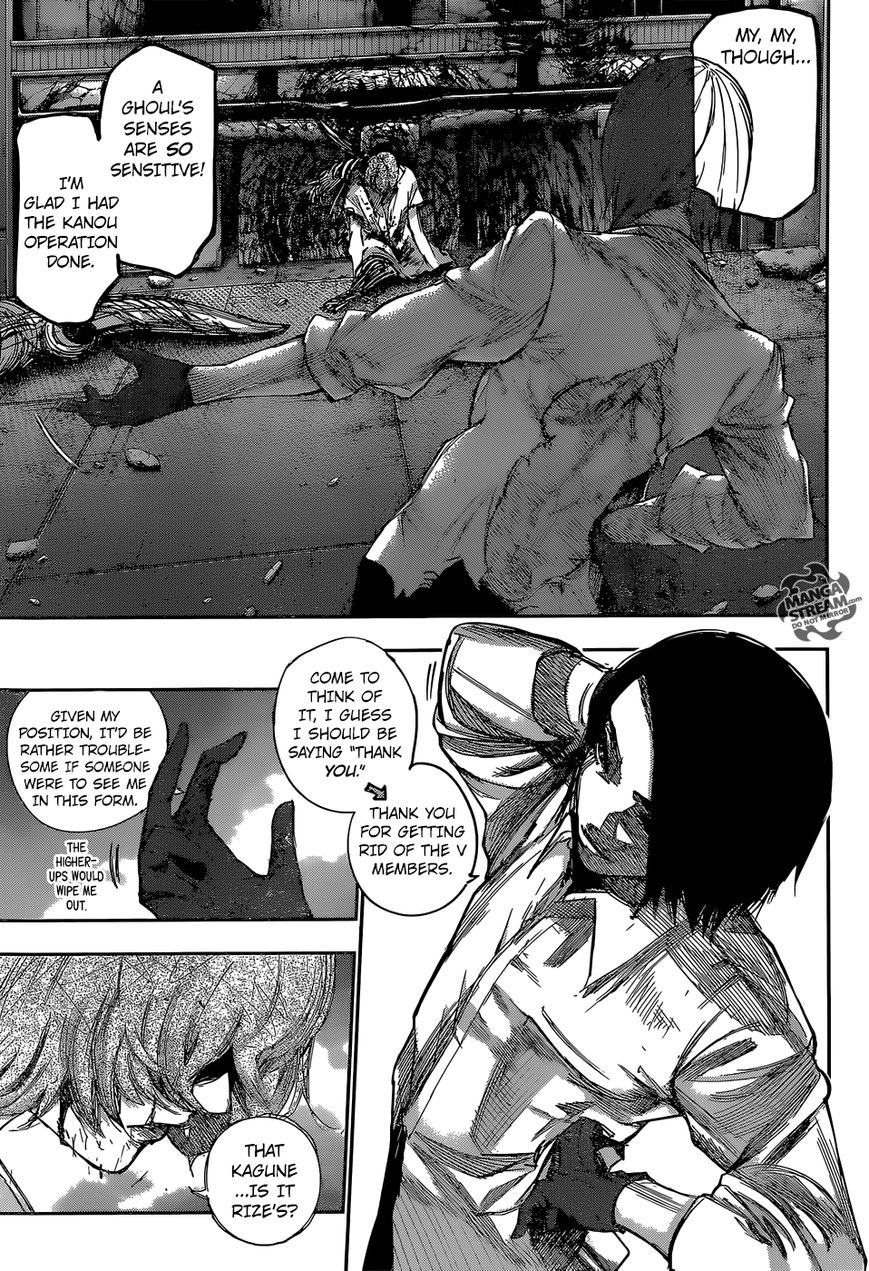 MY, MY,
THOUGH...
A
GHOUL'S
SENSES
ARE SO
SENSITIVE!
I'M
GLAD I HAD
THE KANOU
OPERATION
DONE.
MANGA
STREAM.com
DO NOT MIRROR
COME TO
THINK OF
IT, I GUESS
I SHOULD BE
SAYING "THANK
YOU."
THANK YOU
FOR GETTING
RID OF THE V
MEMBERS.
GIVEN MY
POSITION, IT'D BE
RATHER TROUBLE-
SOME IF SOMEONE
WERE TO SEE ME
IN THIS FORM.
THE
HIGHER-
UPS WOULD
WIPE ME
OUT.
THAT
KAGUNE
...IS IT
RIZE'S?